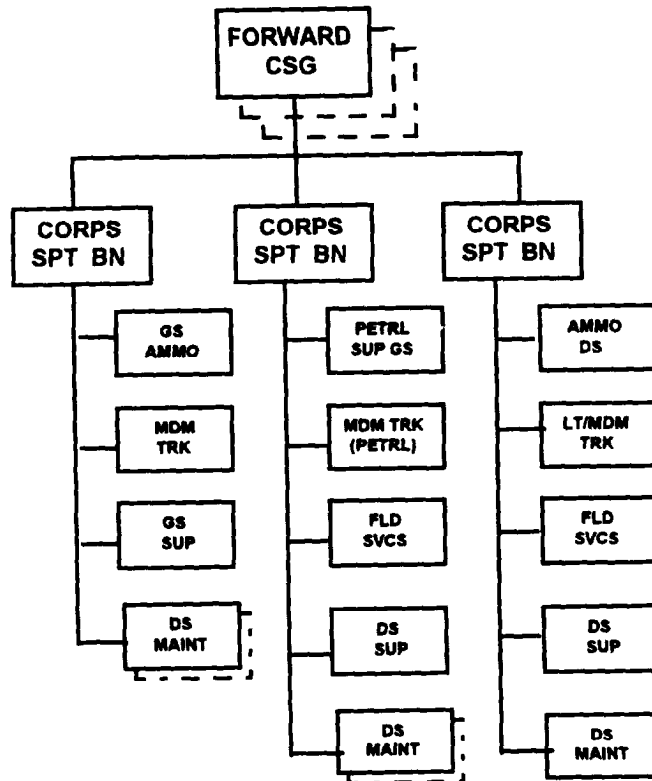 FORWARD
CSG
CORPS
SPT BN
GS
AMMO
MDM
TRK
GS
SUP
DS
MAINT
CORPS
SPT BN
PETRL
SUP GS
MDM TRK
(PETRL)
FLD
SVCS
DS
SUP
DS
MAINT
CORPS
SPT BN
AMMO
DS
LT/MDM
TRK
FLD
SVCS
DS
SUP
DS
MAINT